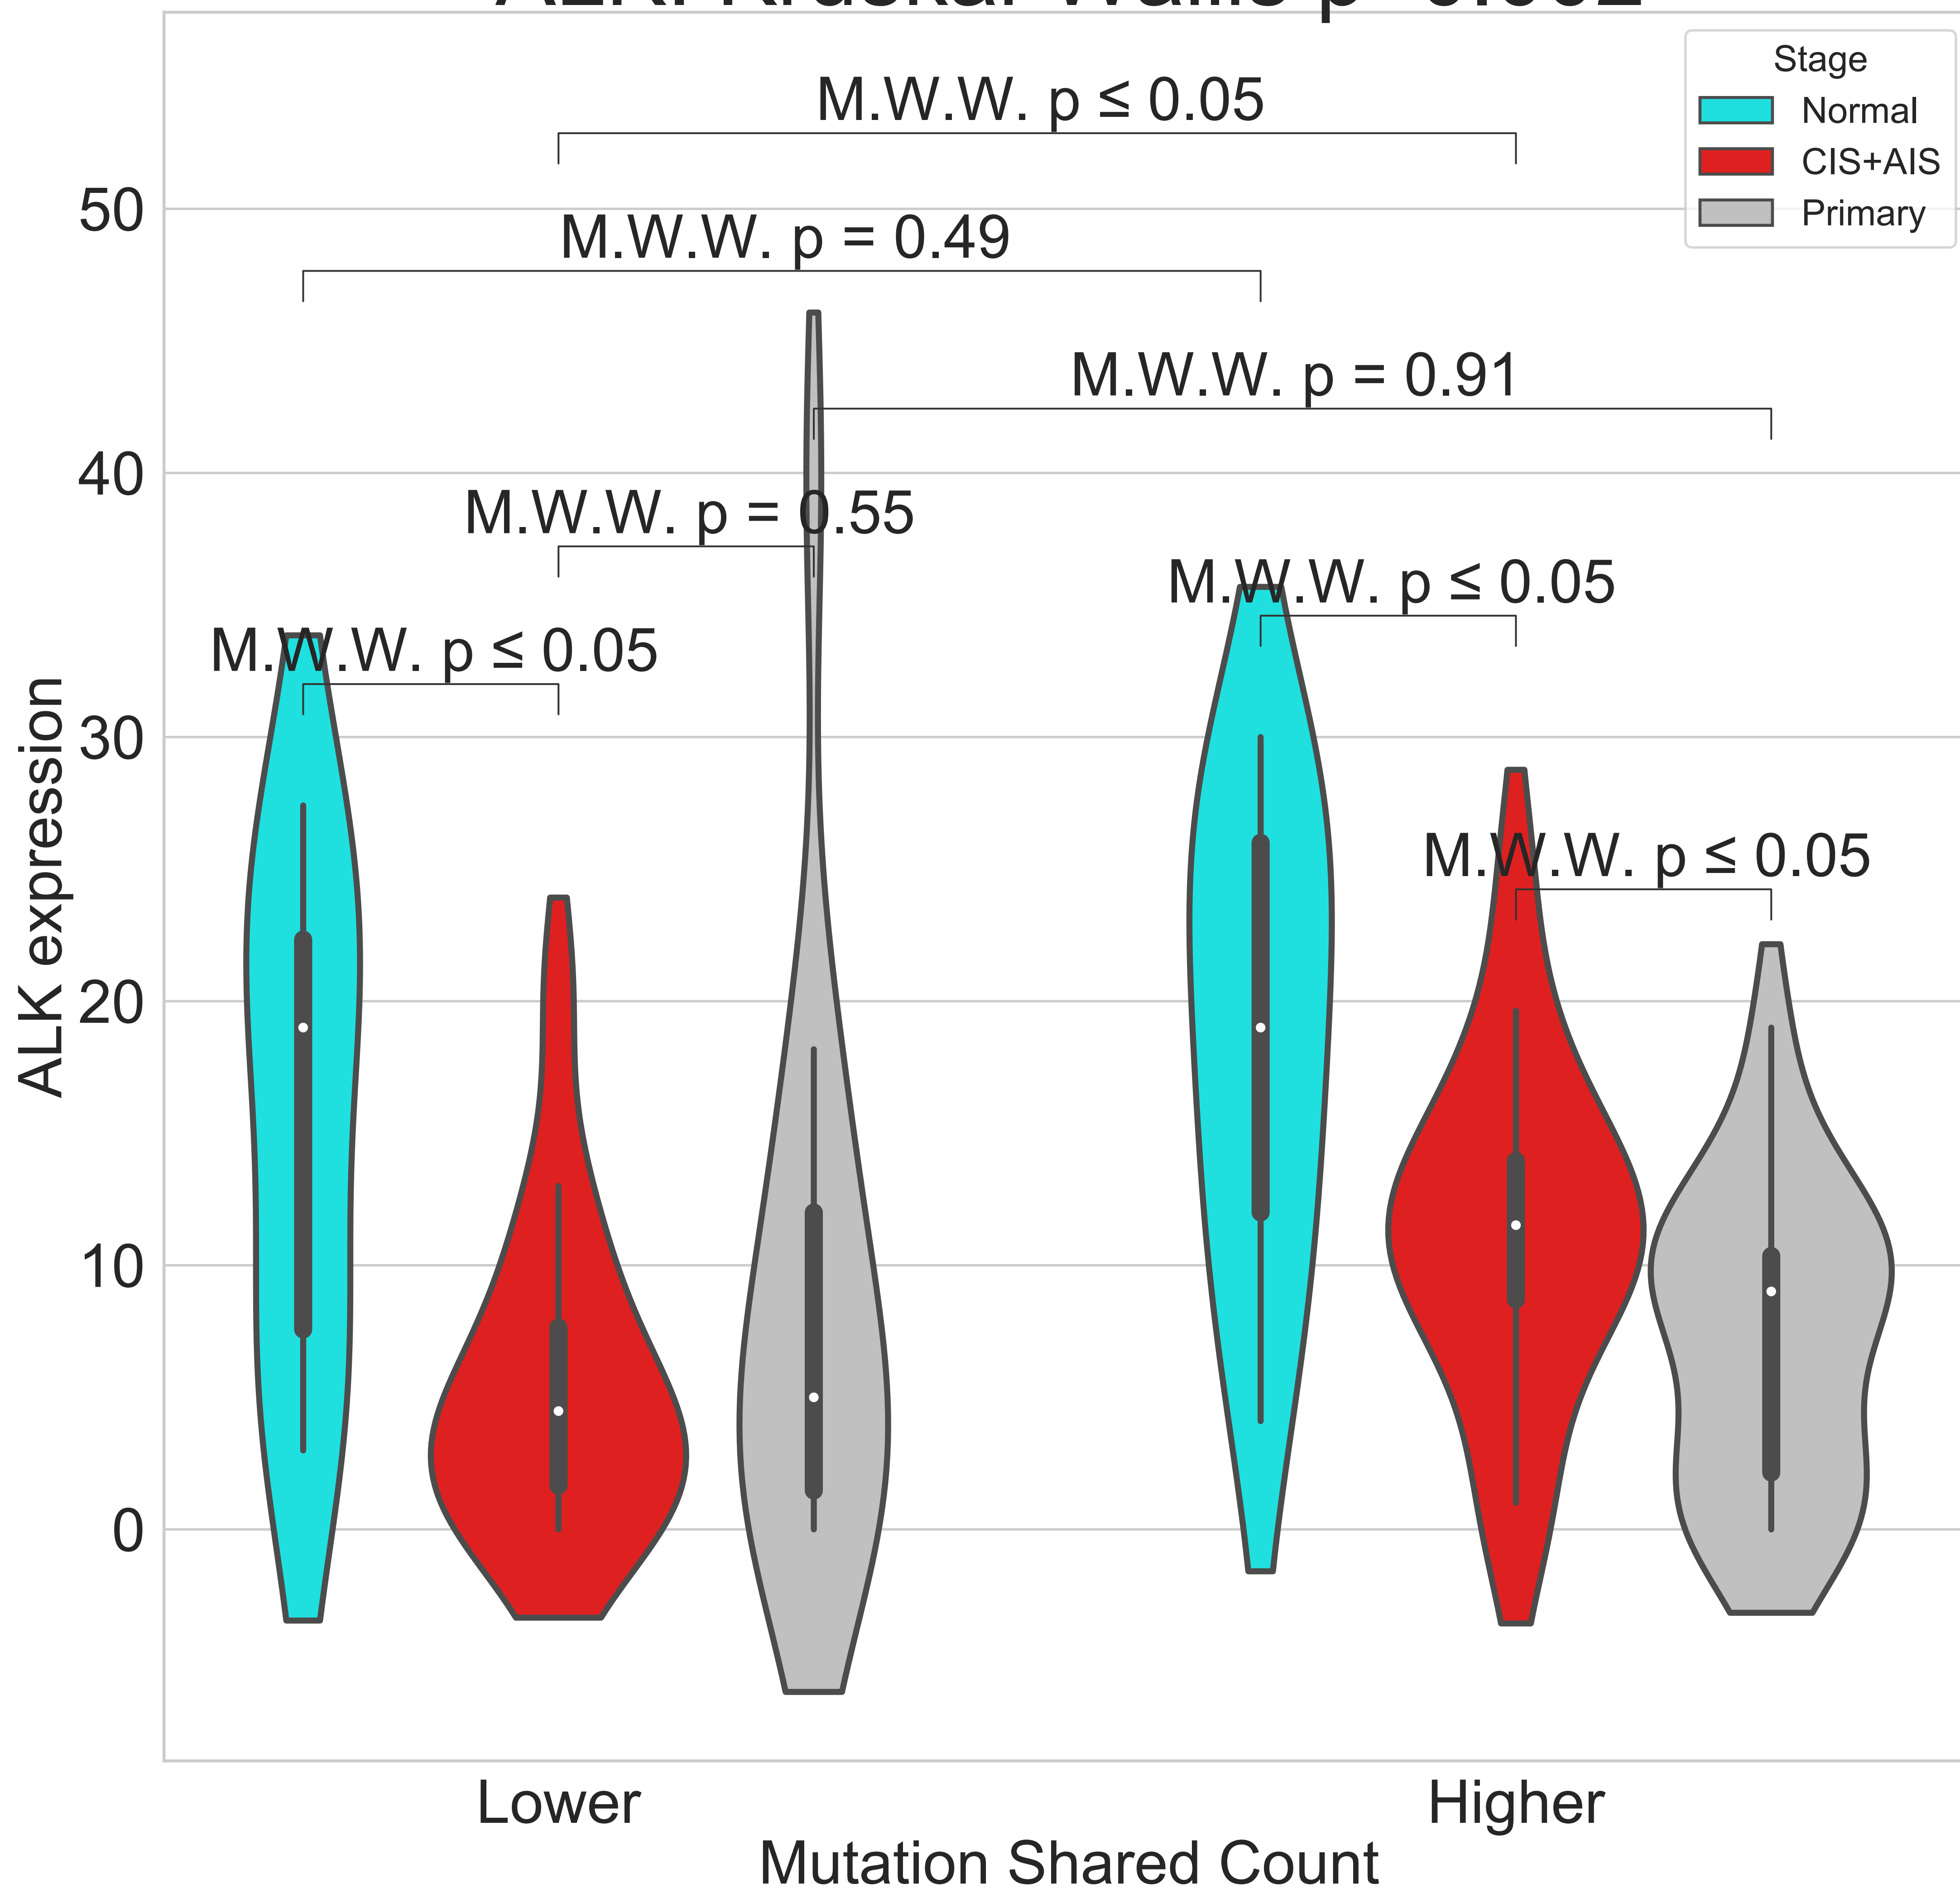 Stage
Normal
CIS+AIS
Primary
M.W.W. p ≤ 0.05
M.W.W. p = 0.49
M.W.W. p = 0.91
M.W.W. p = 0.55
M.W.W. p ≤ 0.05
M.W.W. p ≤ 0.05
M.W.W. p ≤ 0.05
ALK expression
50
40
30
20
10
0
Lower
Higher
Mutation Shared Count